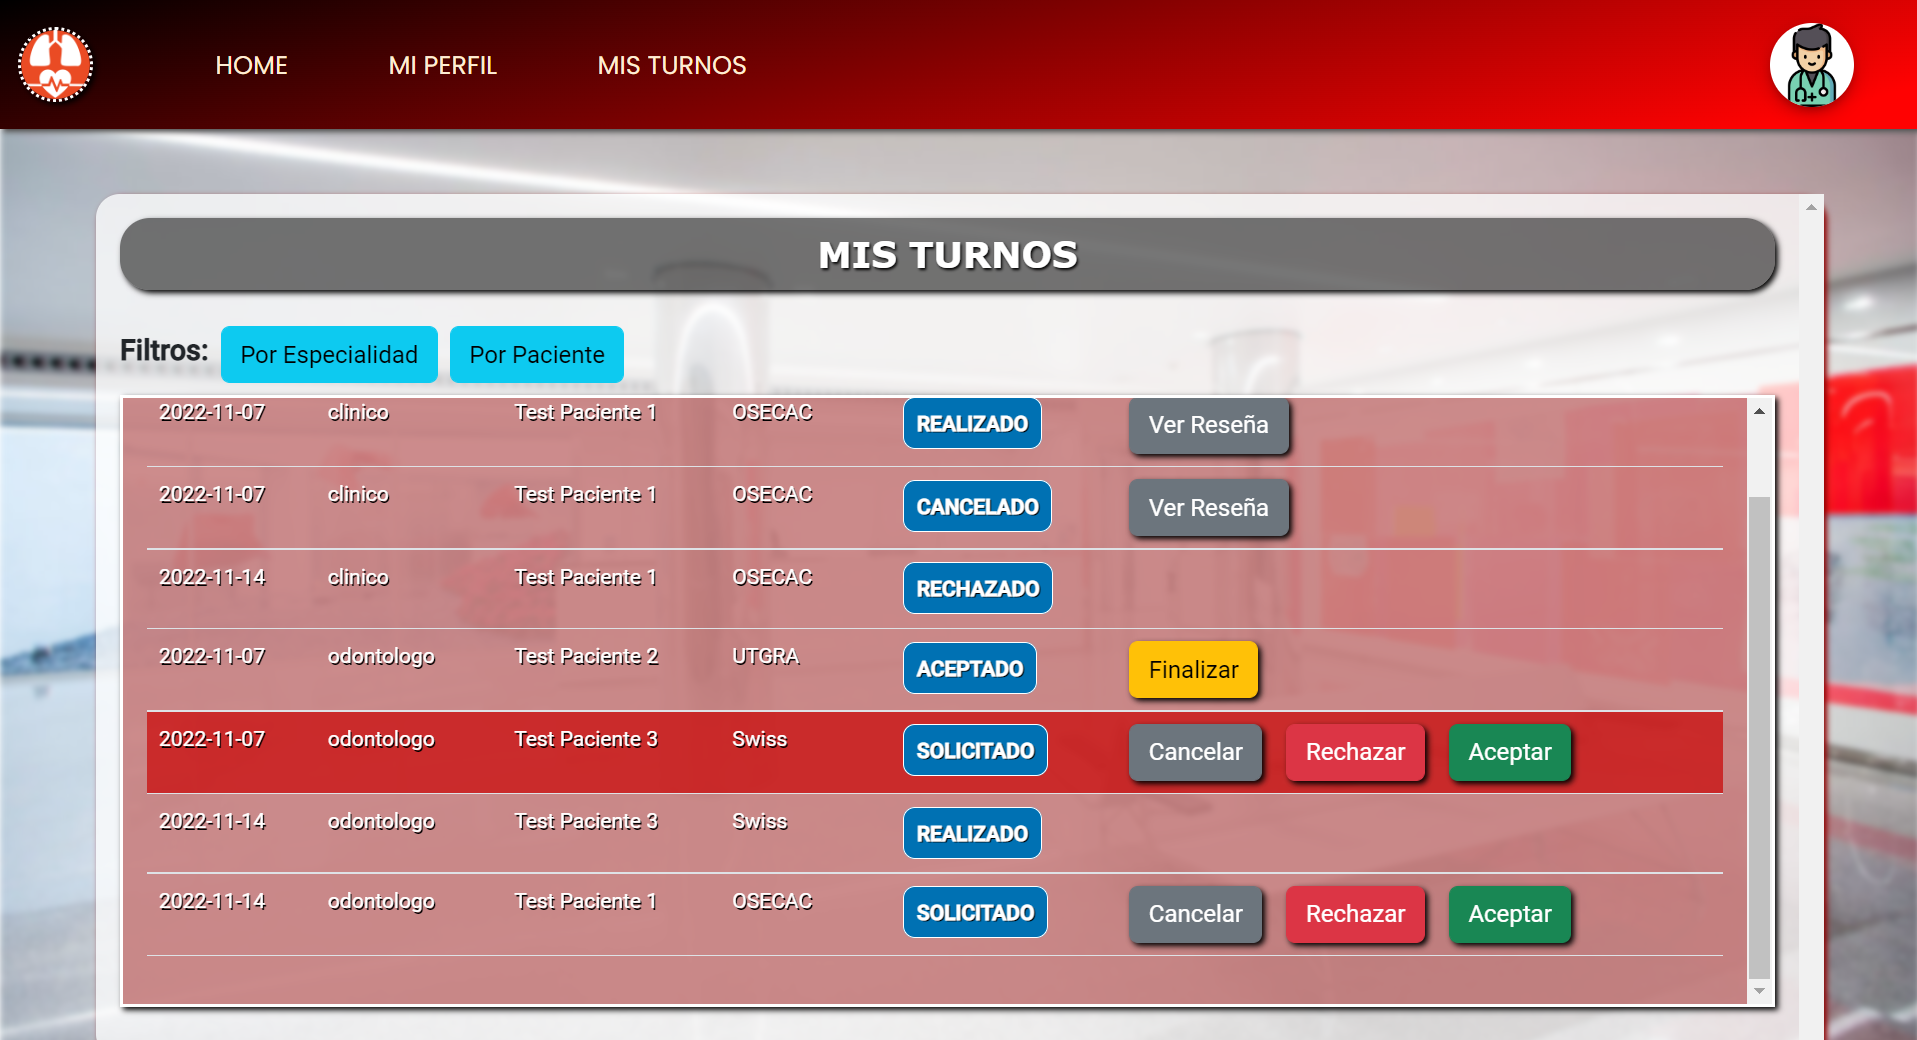 HOME MI PERFIL MIS TURNOS
MIS TURNOS
Filtros: Por Especialidad Por Paciente
2022-11-07 clinico Test Paciente 1 OSECAC REALIZADO Ver Reseña
2022-11-07 clinico Test Paciente 1 OSECAC CANCELADO Ver Reseña
2022-11-14 clinico Test Paciente 1 OSECAC RECHAZADO
2022-11-07 odontologo Test Paciente 2 UTGRA ACEPTADO Finalizar
2022-11-07 odontologo Test Paciente 3 Swiss SOLICITADO Cancelar Rechazar Aceptar
2022-11-14 odontologo Test Paciente 3 Swiss REALIZADO
2022-11-14 odontologo Test Paciente 1 OSECAC SOLICITADO Cancelar Rechazar Aceptar